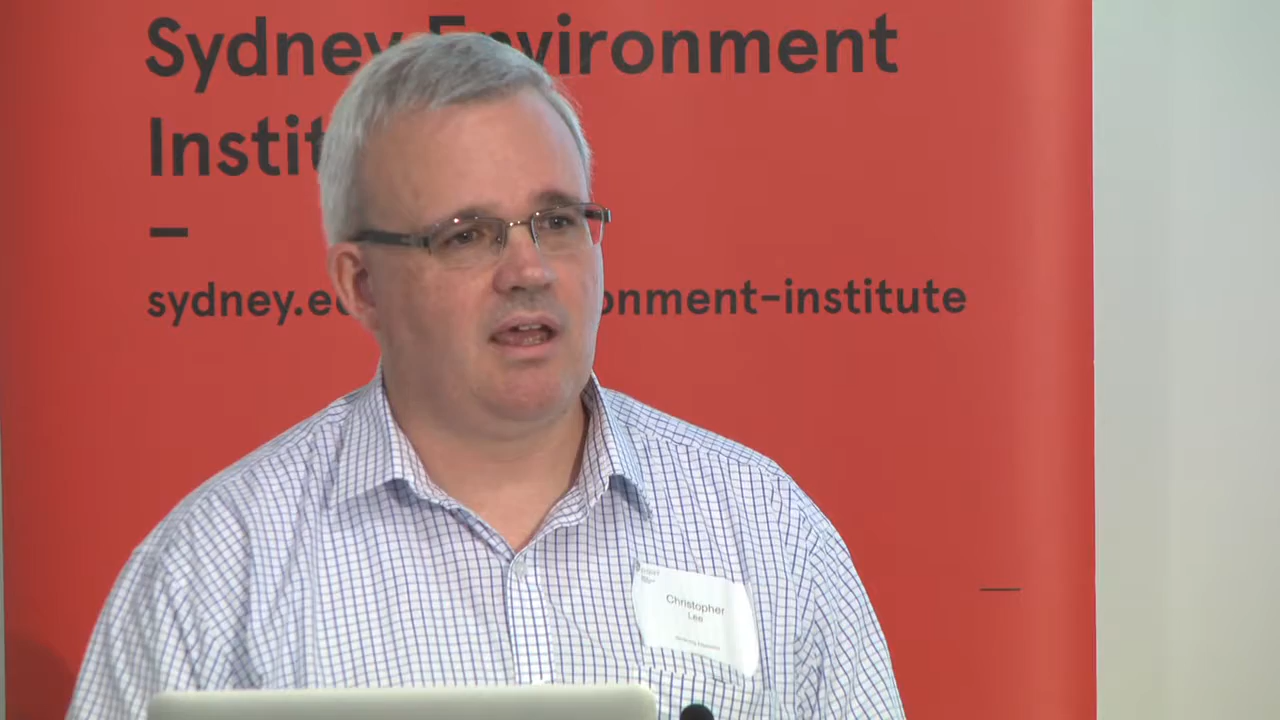 Sydney Environment
Instit
–
sydney.e onment-institute
Christopher
Lee